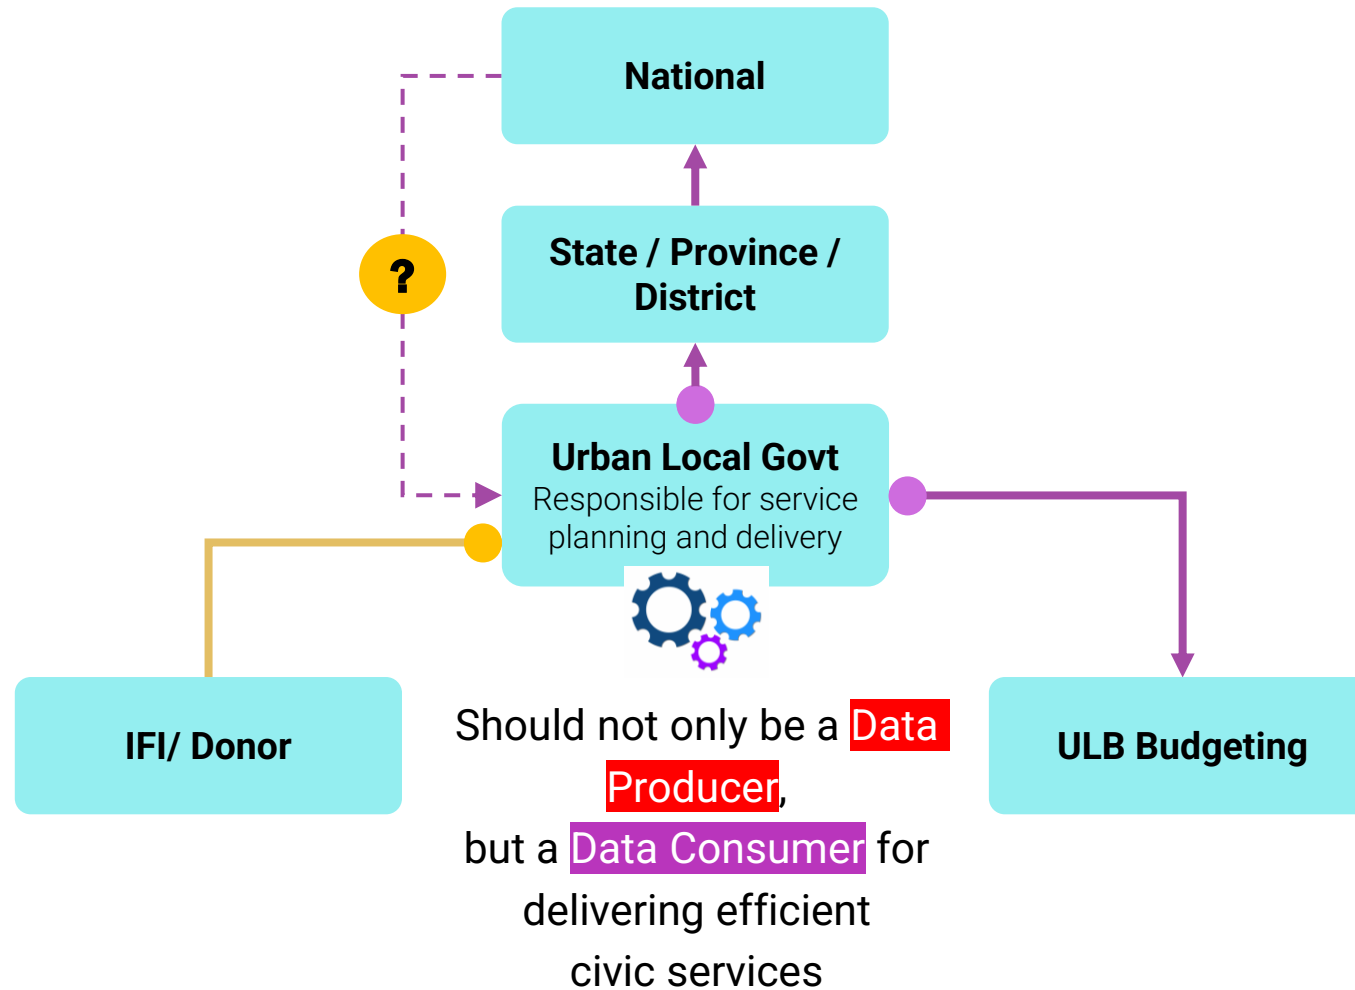 National
?
State / Province /
District
Urban Local Govt
Responsible for service
planning and delivery
IFI/ Donor
Should not only be a Data
Producer,
but a Data Consumer for
delivering efficient
civic services
ULB Budgeting